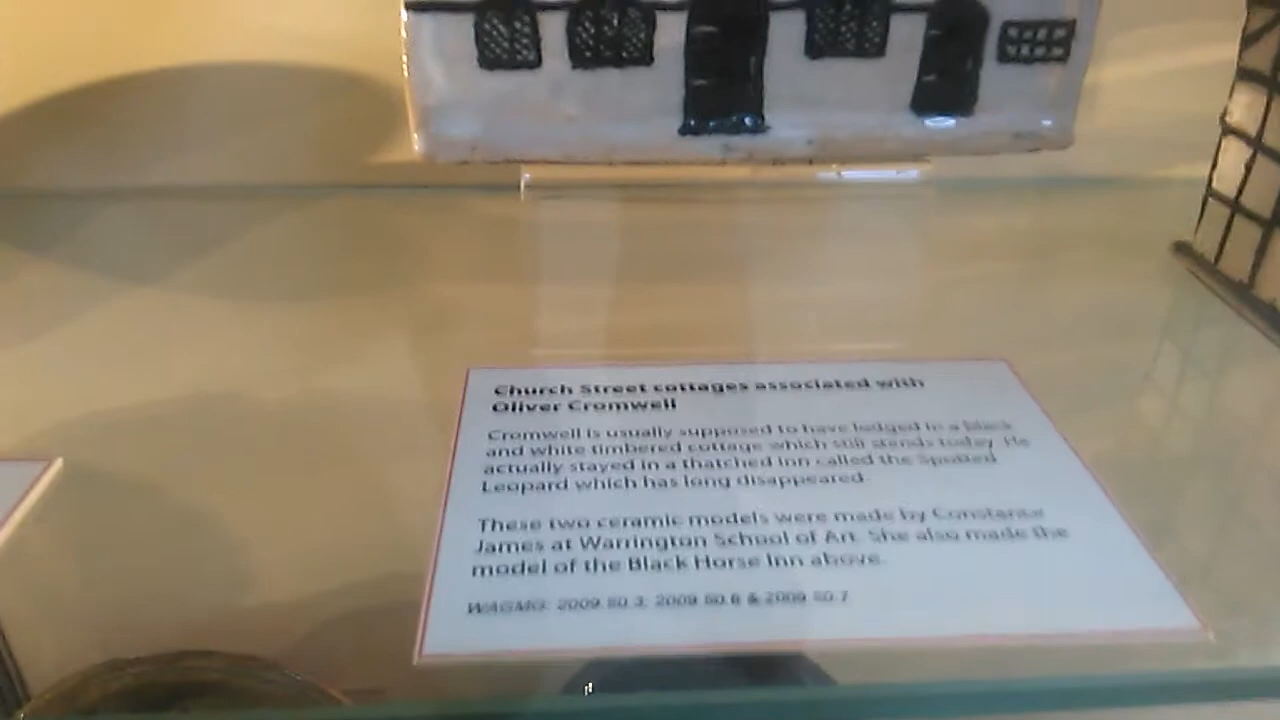 Church Street cottages associated with
Oliver Cromwell
Cromwell is usually supposed to have lodged in a black
and white timbered cottage which still stands today. He
actually stayed in a thatched inn called the Spotted
Leopard which has long disappeared.
These two ceramic models were made by Constance
James at Warrington School of Art. She also made the
model of the Black Horse Inn above.
WAGMG: 2009.50.3; 2009.50.6 & 2009.50.7